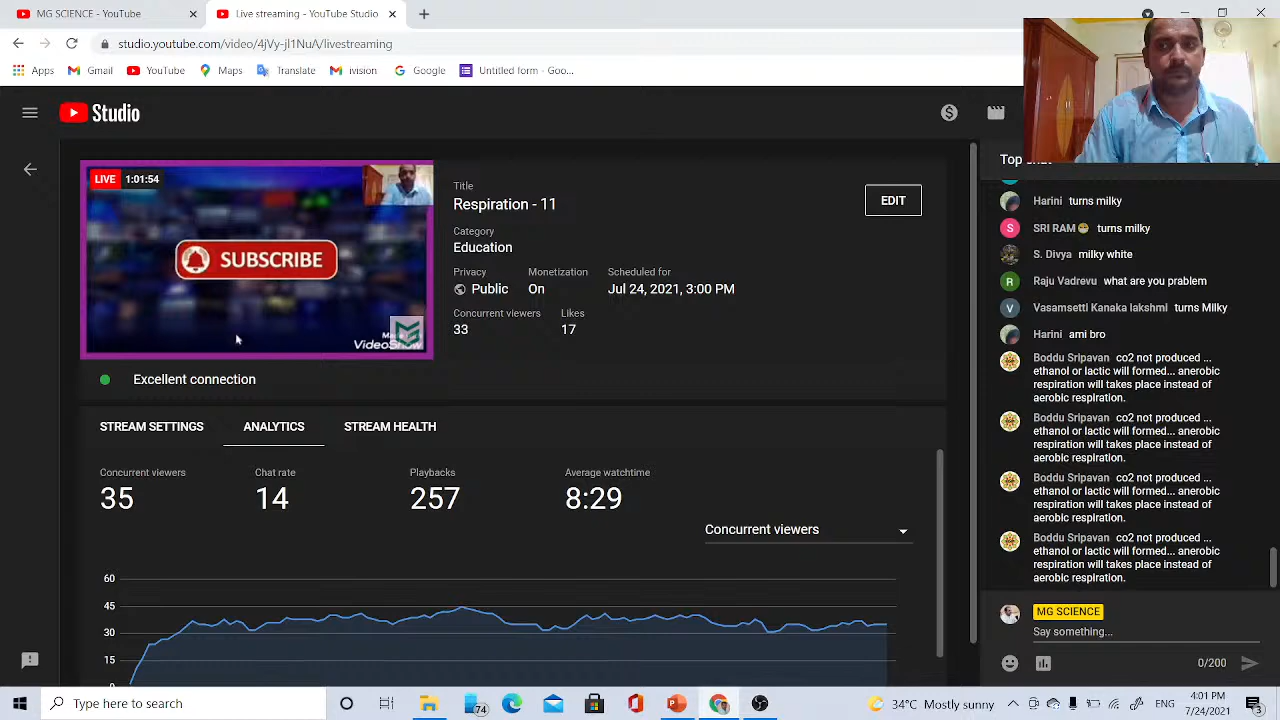 MG SCIENCE - YouTube
Live streaming - YouTube Studio
studio.youtube.com/video/4JVy-JI1NuA/livestreaming
Apps Gmail YouTube Maps Translate ivision Google Untitled form - Goo...
Studio
LIVE 1:01:54
SUBSCRIBE
VideoShow
Title
Respiration - 11
EDIT
Category
Education
Privacy Monetization Scheduled for
Public On Jul 24, 2021, 3:00 PM
Concurrent viewers Likes
33 17
Excellent connection
STREAM SETTINGS ANALYTICS STREAM HEALTH
Concurrent viewers Chat rate Playbacks Average watchtime
35 14 257 8:29
Concurrent viewers
60
45
30
15
0
Harini turns milky
SRI RAM😁 turns milky
S. Divya milky white
Raju Vadrevu what are you prablem
Vasamsetti Kanaka lakshmi turns Milky
Harini ami bro
Boddu SrIpavan co2 not produced ...
ethanol or lactic will formed... anerobic
respiration will takes place instead of
aerobic respiration.
Boddu SrIpavan co2 not produced ...
ethanol or lactic will formed... anerobic
respiration will takes place instead of
aerobic respiration.
Boddu SrIpavan co2 not produced ...
ethanol or lactic will formed... anerobic
respiration will takes place instead of
aerobic respiration.
Boddu SrIpavan co2 not produced ...
ethanol or lactic will formed... anerobic
respiration will takes place instead of
aerobic respiration.
MG SCIENCE
Say something...
0/200
Type here to search
74
34°C Mostly sunny
ENG
4:01 PM
7/24/2021
3